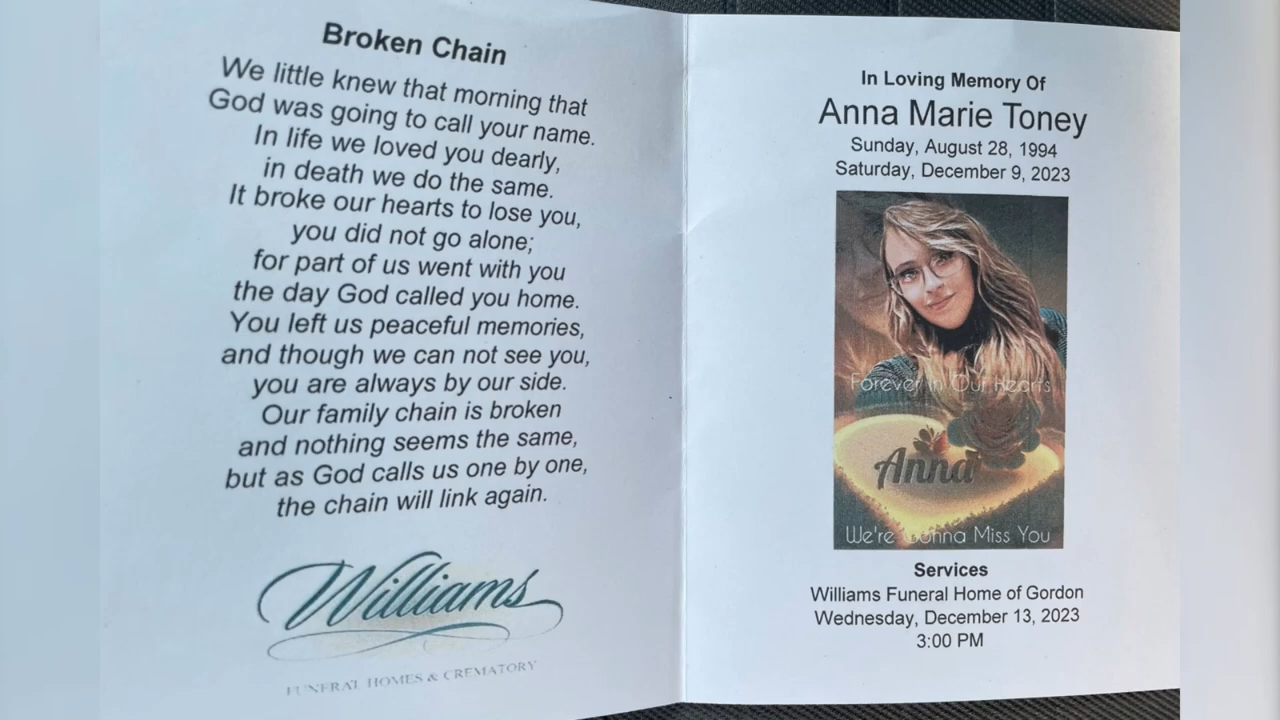 Broken Chain
We little knew that morning that
God was going to call your name.
In life we loved you dearly,
in death we do the same.
It broke our hearts to lose you,
you did not go alone;
for part of us went with you
the day God called you home.
You left us peaceful memories,
and though we can not see you,
you are always by our side.
Our family chain is broken
and nothing seems the same,
but as God calls us one by one,
the chain will link again.
Williams
FUNERAL HOMES & CREMATORY
In Loving Memory Of
Anna Marie Toney
Sunday, August 28, 1994
Saturday, December 9, 2023
Forever In Our Hearts
Anna
We're Gonna Miss You
Services
Williams Funeral Home of Gordon
Wednesday, December 13, 2023
3:00 PM